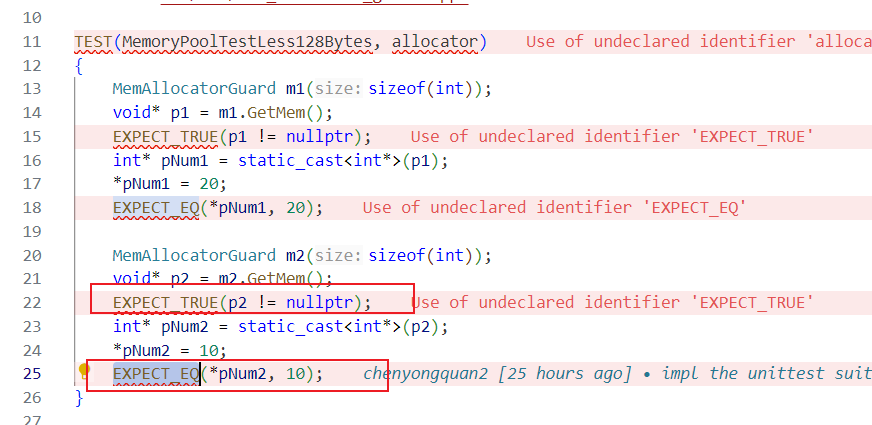 10
11 TEST(MemoryPoolTestLess128Bytes, allocator) Use of undeclared identifier 'alloca
12 {
13 MemAllocatorGuard m1(size: sizeof(int));
14 void* p1 = m1.GetMem();
15 EXPECT_TRUE(p1 != nullptr); Use of undeclared identifier 'EXPECT_TRUE'
16 int* pNum1 = static_cast<int*>(p1);
17 *pNum1 = 20;
18 EXPECT_EQ(*pNum1, 20); Use of undeclared identifier 'EXPECT_EQ'
19
20 MemAllocatorGuard m2(size: sizeof(int));
21 void* p2 = m2.GetMem();
22 EXPECT_TRUE(p2 != nullptr); Use of undeclared identifier 'EXPECT_TRUE'
23 int* pNum2 = static_cast<int*>(p2);
24 *pNum2 = 10;
25 EXPECT_EQ(*pNum2, 10); chenyongquan2 [25 hours ago] • impl the unittest suit
26 }
27